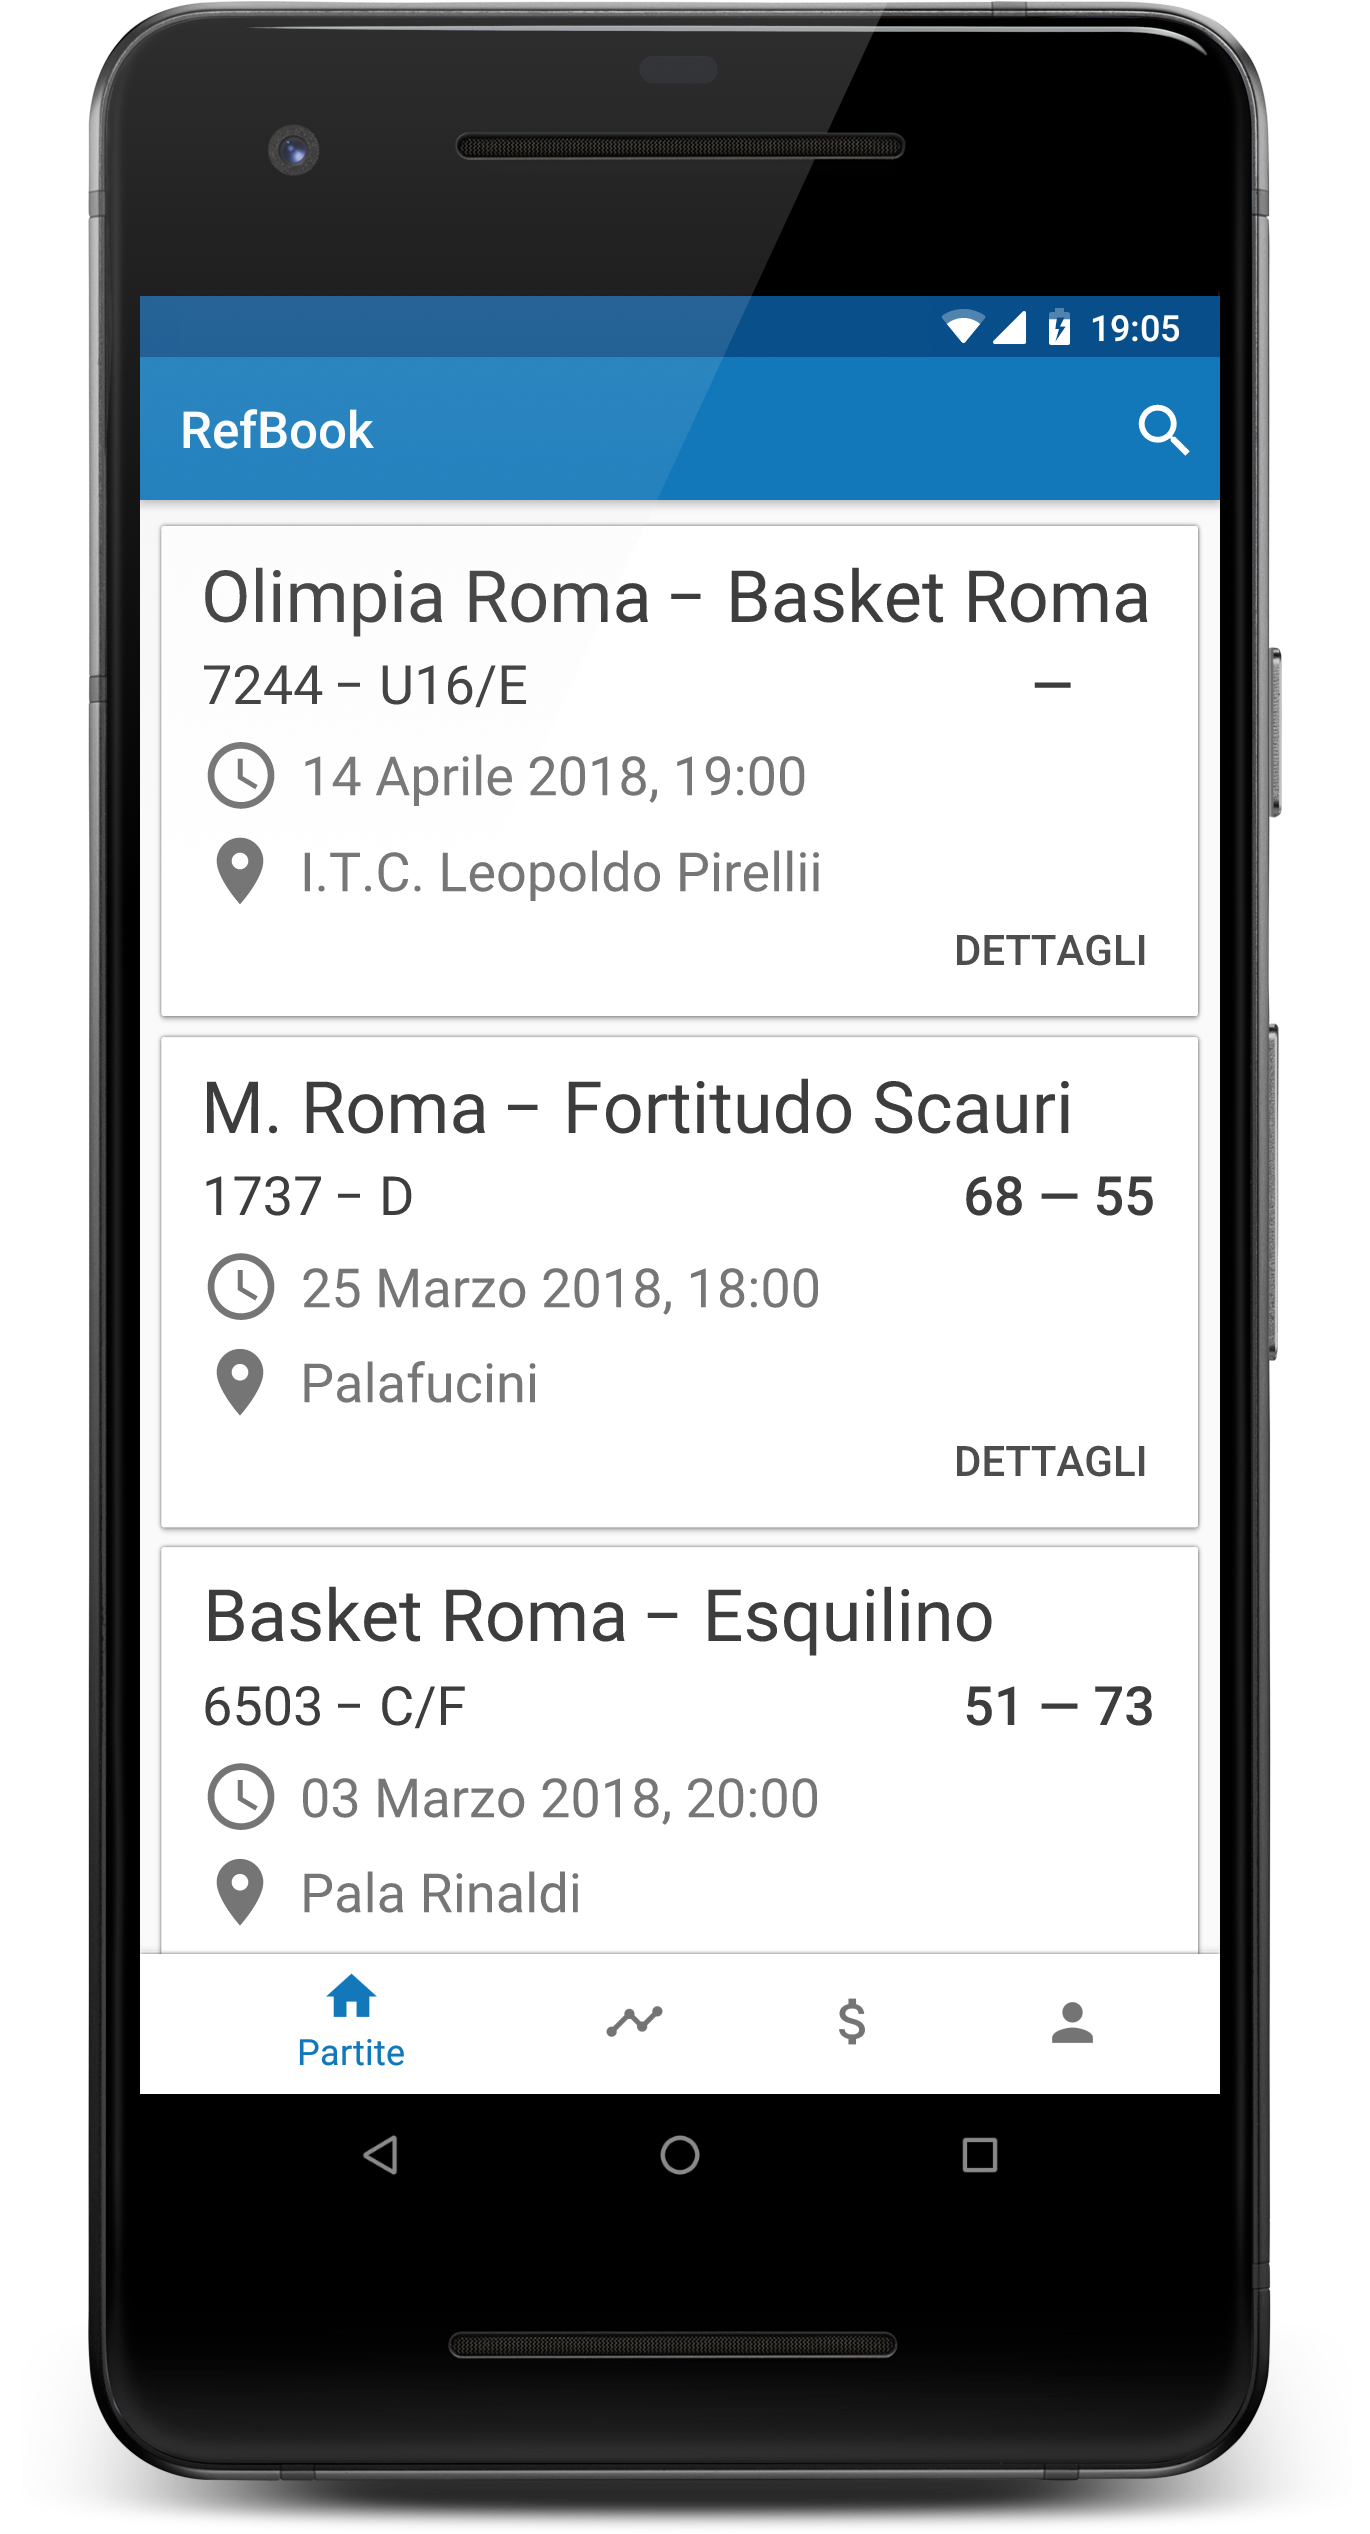 19:05
RefBook
Olimpia Roma – Basket Roma
7244 – U16/E —
14 Aprile 2018, 19:00
I.T.C. Leopoldo Pirellii
DETTAGLI
M. Roma – Fortitudo Scauri
1737 – D 68 — 55
25 Marzo 2018, 18:00
Palafucini
DETTAGLI
Basket Roma – Esquilino
6503 – C/F 51 — 73
03 Marzo 2018, 20:00
Pala Rinaldi
$
Partite